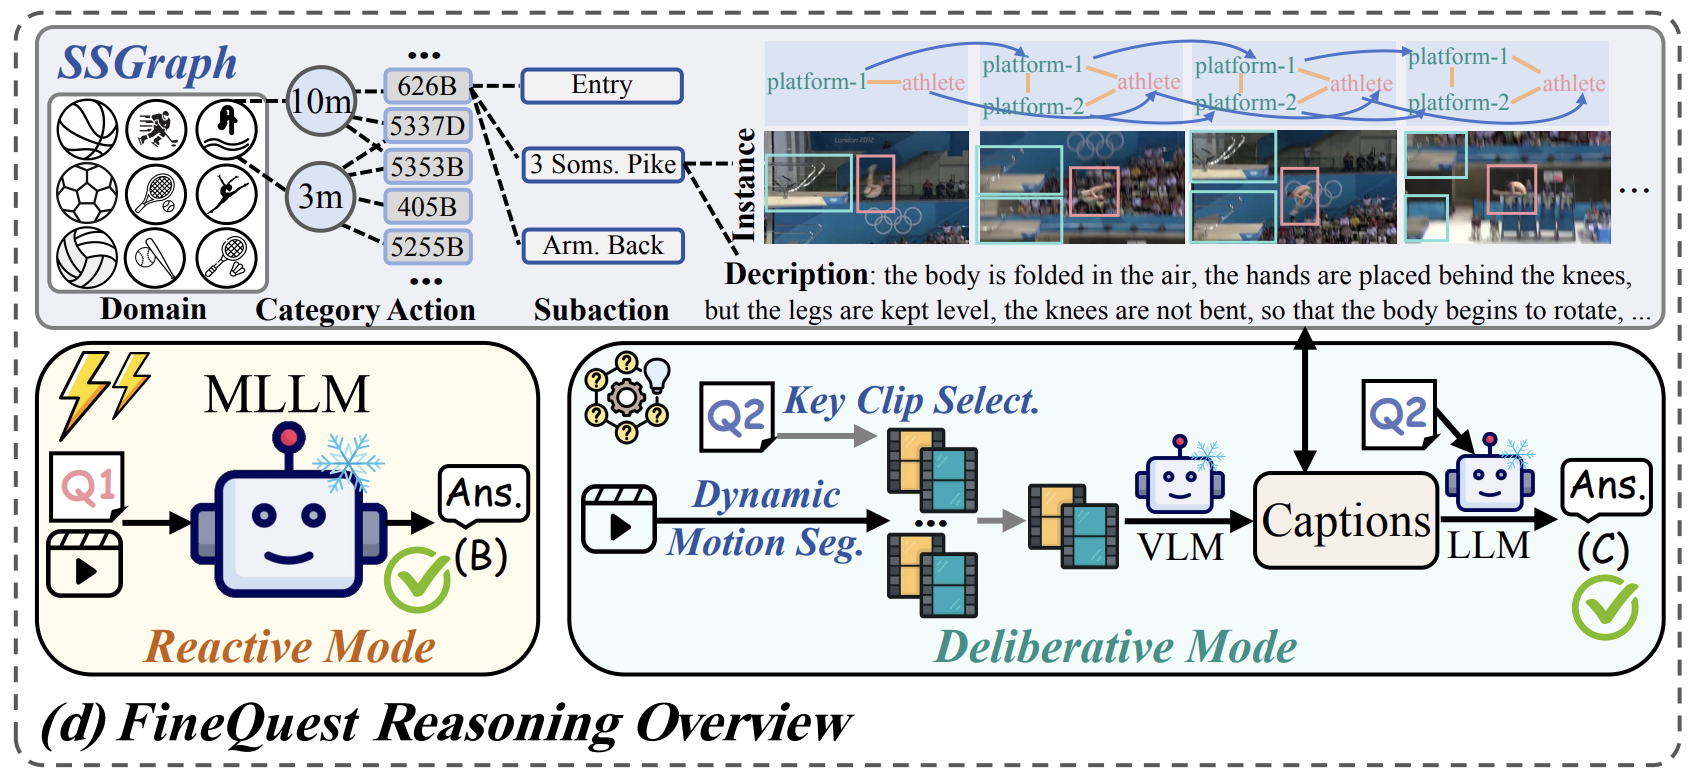 SSGraph
Domain
10m
3m
Category
...
626B
5337D
5353B
405B
5255B
...
Action
Entry
3 Soms. Pike
Arm. Back
Subaction
Instance
platform-1 athlete
platform-1
athlete
platform-2
platform-1
athlete
platform-2
platform-1
athlete
platform-2
...
Decription: the body is folded in the air, the hands are placed behind the knees,
but the legs are kept level, the knees are not bent, so that the body begins to rotate, ...
MLLM
Q1
Ans.
(B)
Reactive Mode
? ? ? ? ?
Q2
Key Clip Select.
Dynamic
Motion Seg.
...
VLM
Captions
Q2
LLM
Ans.
(C)
Deliberative Mode
(d) FineQuest Reasoning Overview